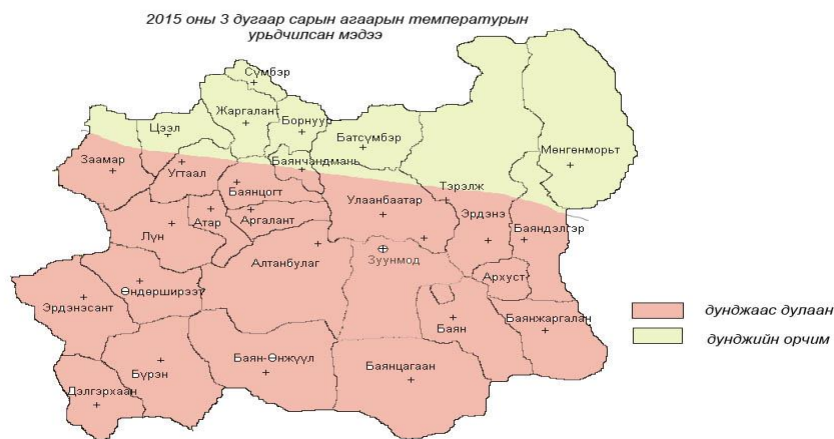 2015 оны 3 дугаар сарын агаарын температурын
урьдчилсан мэдээ
Сүмбэр
Жаргалант
Борнуур
Цээл
Батсүмбэр
Мөнгөнморьт
Заамар
Угтаал
Баянчандмань
Баянцогт
Тэрэлж
Улаанбаатар
Эрдэнэ
Баяндэлгэр
Лүн
Атар
Аргалант
Алтанбулаг
Зуунмод
Архуст
Өндөрширээт
Эрдэнэсант
Баян
Баянжаргалан
Бүрэн
Баян-Өнжүүл
Баянцагаан
Дэлгэрхаан
дунджаас дулаан
дунджийн орчим